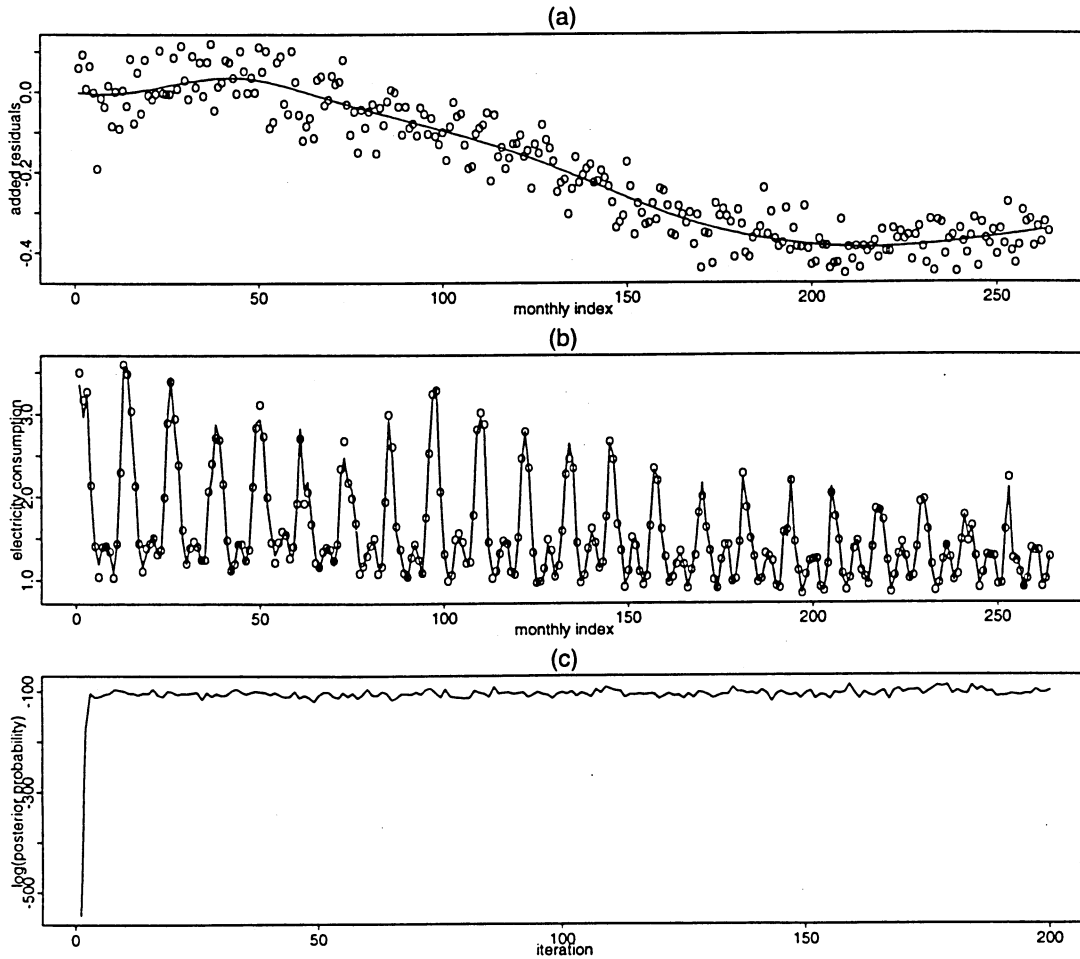 (a)
added residuals
0.0
-0.2
-0.4
0
50
100
150
200
250
monthly index
(b)
electricity consumption
3.0
2.0
1.0
0
50
100
150
200
250
monthly index
(c)
log(posterior probability)
-100
-300
-500
0
50
100
150
200
iteration